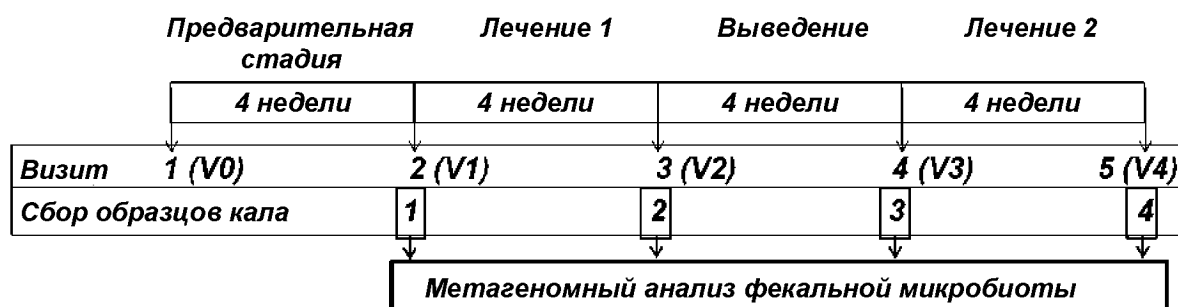 Предварительная стадия Лечение 1 Выведение Лечение 2
4 недели 4 недели 4 недели 4 недели
Визит 1 (V0) 2 (V1) 3 (V2) 4 (V3) 5 (V4)
Сбор образцов кала 1 2 3 4
Метагеномный анализ фекальной микробиоты